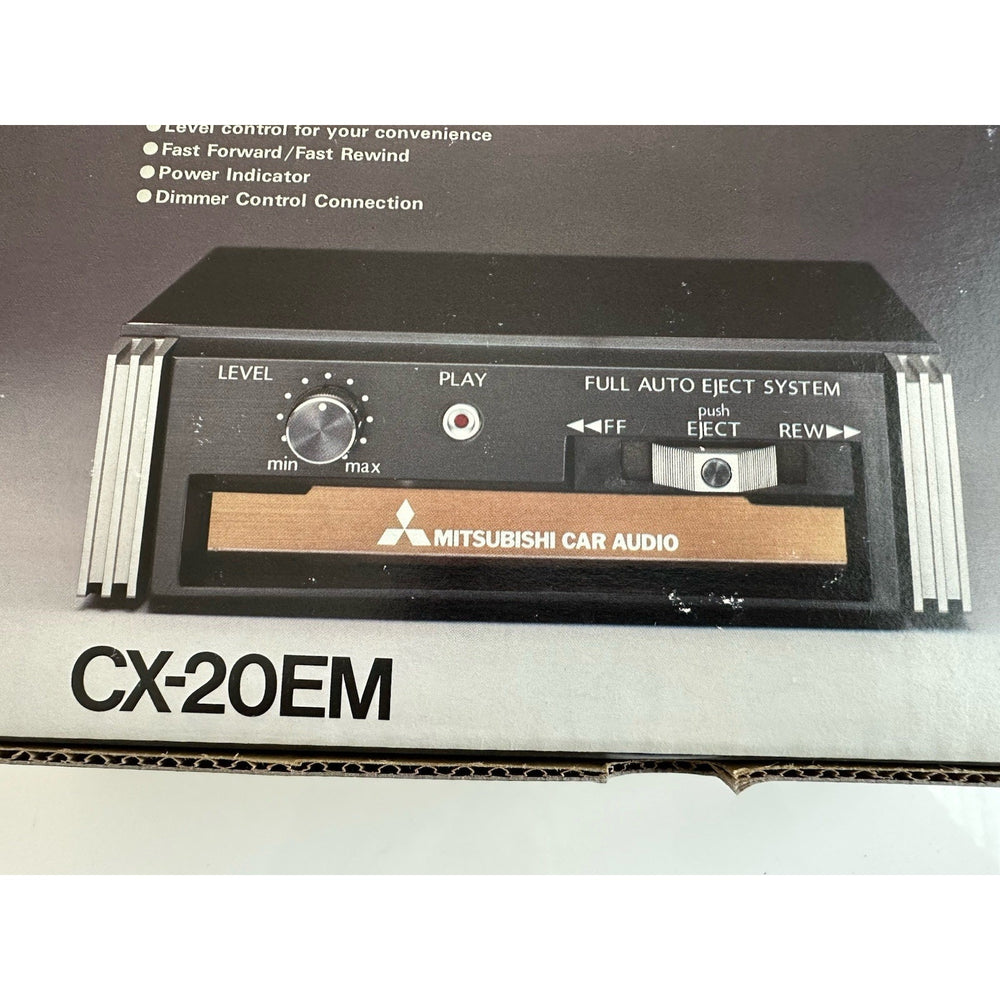 ● Level control for your convenience
● Fast Forward/Fast Rewind
● Power Indicator
● Dimmer Control Connection
LEVEL
min max
PLAY
FULL AUTO EJECT SYSTEM
push
◀◀FF EJECT REW▶▶
MITSUBISHI CAR AUDIO
CX-20EM